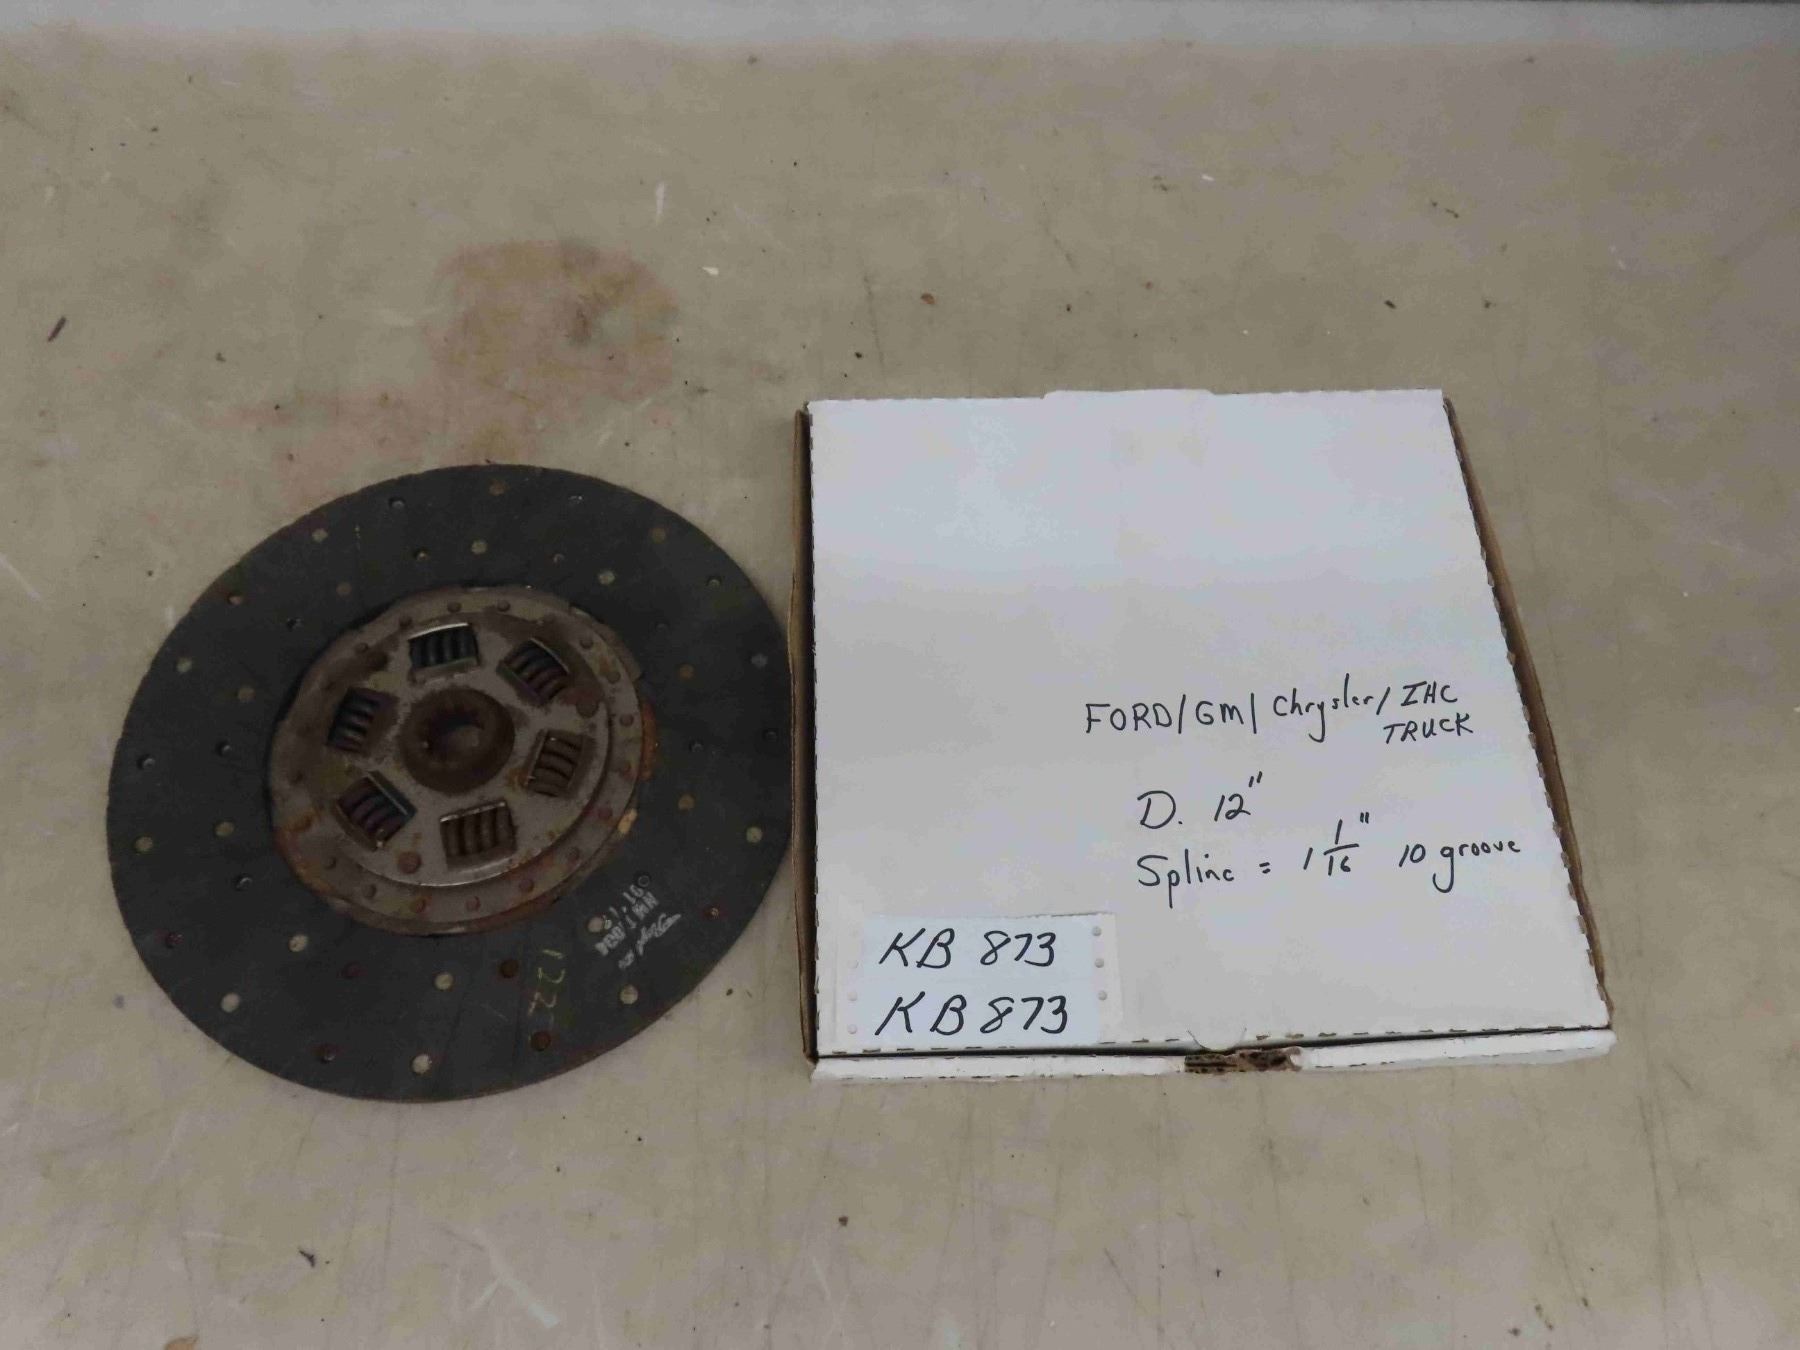 FORD/GM/Chrysler/IHC
TRUCK
D. 12"
Spline = 1 1/16" 10 groove
KB 873
KB 873
122